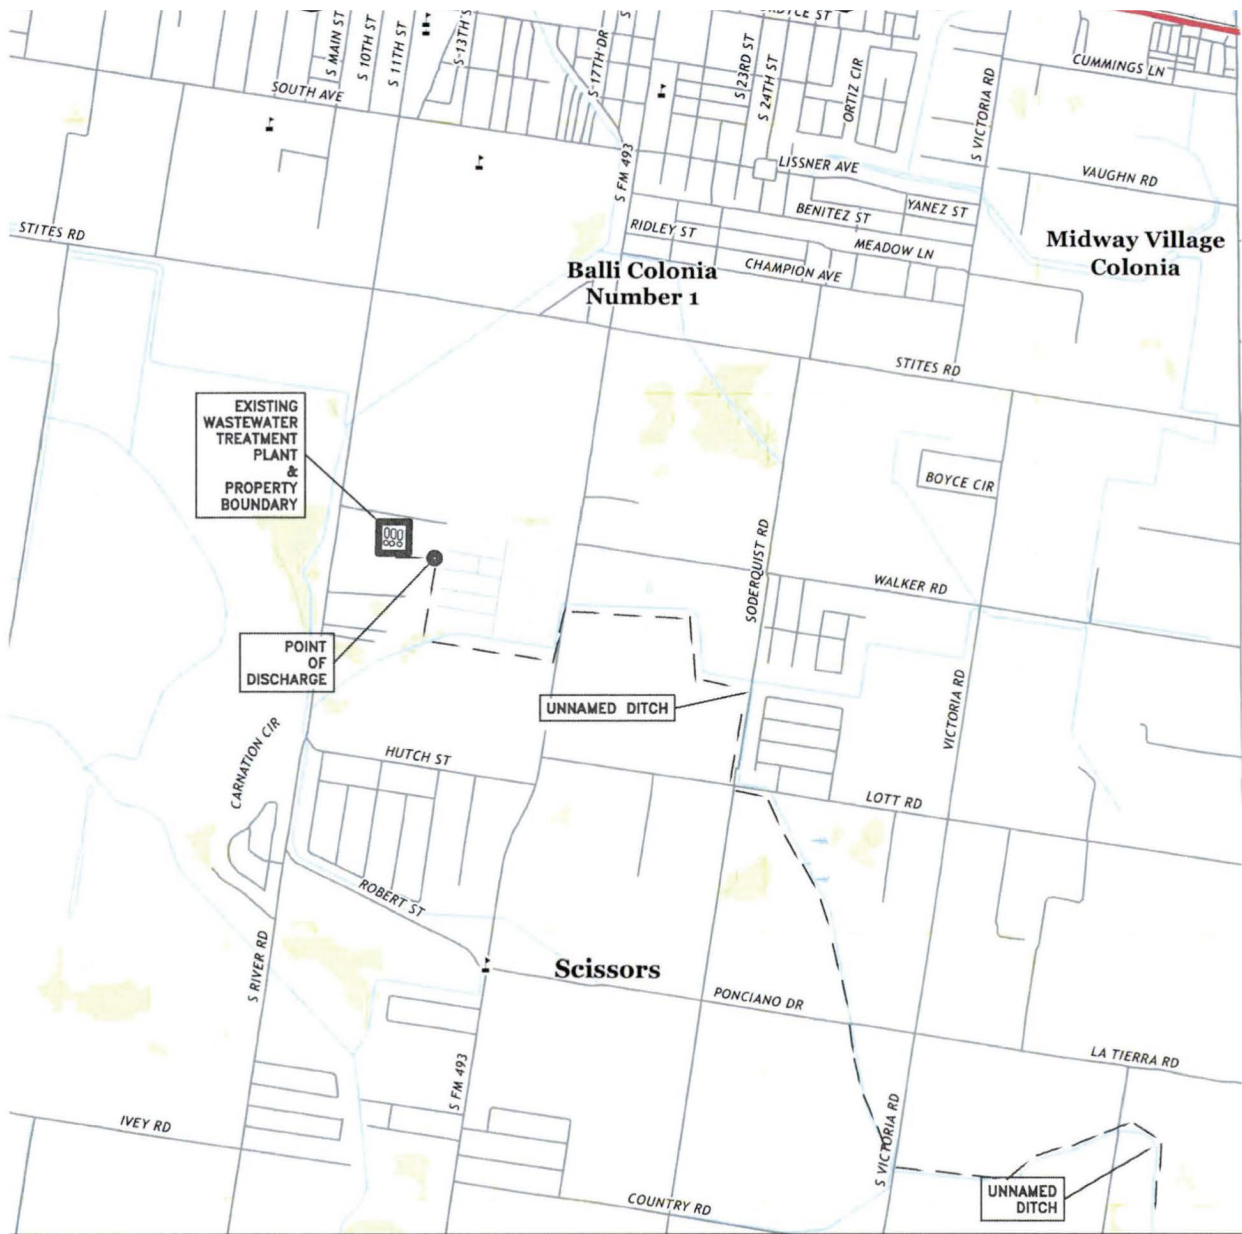 S MAIN ST
S 10TH ST
S 11TH ST
S 17TH DR
S 23RD ST
S 24TH ST
ORTIZ CIR
S VICTORIA RD
CUMMINGS LN
SOUTH AVE
S FM 493
LISSNER AVE
VAUGHN RD
STITES RD
BENITEZ ST
YANEZ ST
RIDLEY ST
MEADOW LN
CHAMPION AVE
Midway Village
Colonia
Balli Colonia
Number 1
STITES RD
EXISTING
WASTEWATER
TREATMENT
PLANT
&
PROPERTY
BOUNDARY
BOYCE CIR
SODERQUIST RD
WALKER RD
POINT
OF
DISCHARGE
UNNAMED DITCH
VICTORIA RD
CARNATION CIR
HUTCH ST
LOTT RD
ROBERT ST
S RIVER RD
Scissors
PONCIANO DR
LA TIERRA RD
S FM 493
IVEY RD
S VICTORIA RD
COUNTRY RD
UNNAMED
DITCH